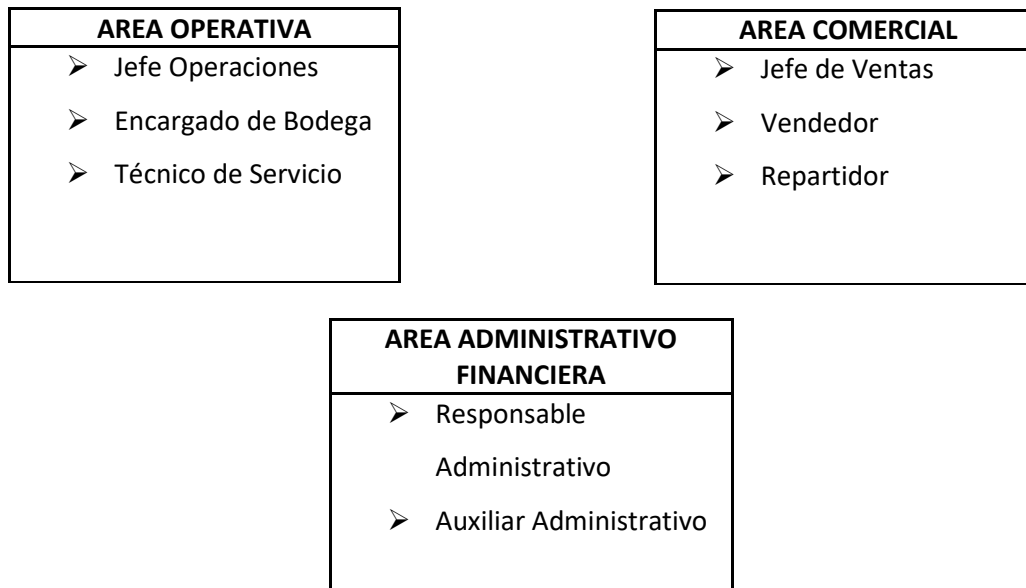 AREA OPERATIVA
➢ Jefe Operaciones
➢ Encargado de Bodega
➢ Técnico de Servicio
AREA COMERCIAL
➢ Jefe de Ventas
➢ Vendedor
➢ Repartidor
AREA ADMINISTRATIVO
FINANCIERA
➢ Responsable
Administrativo
➢ Auxiliar Administrativo